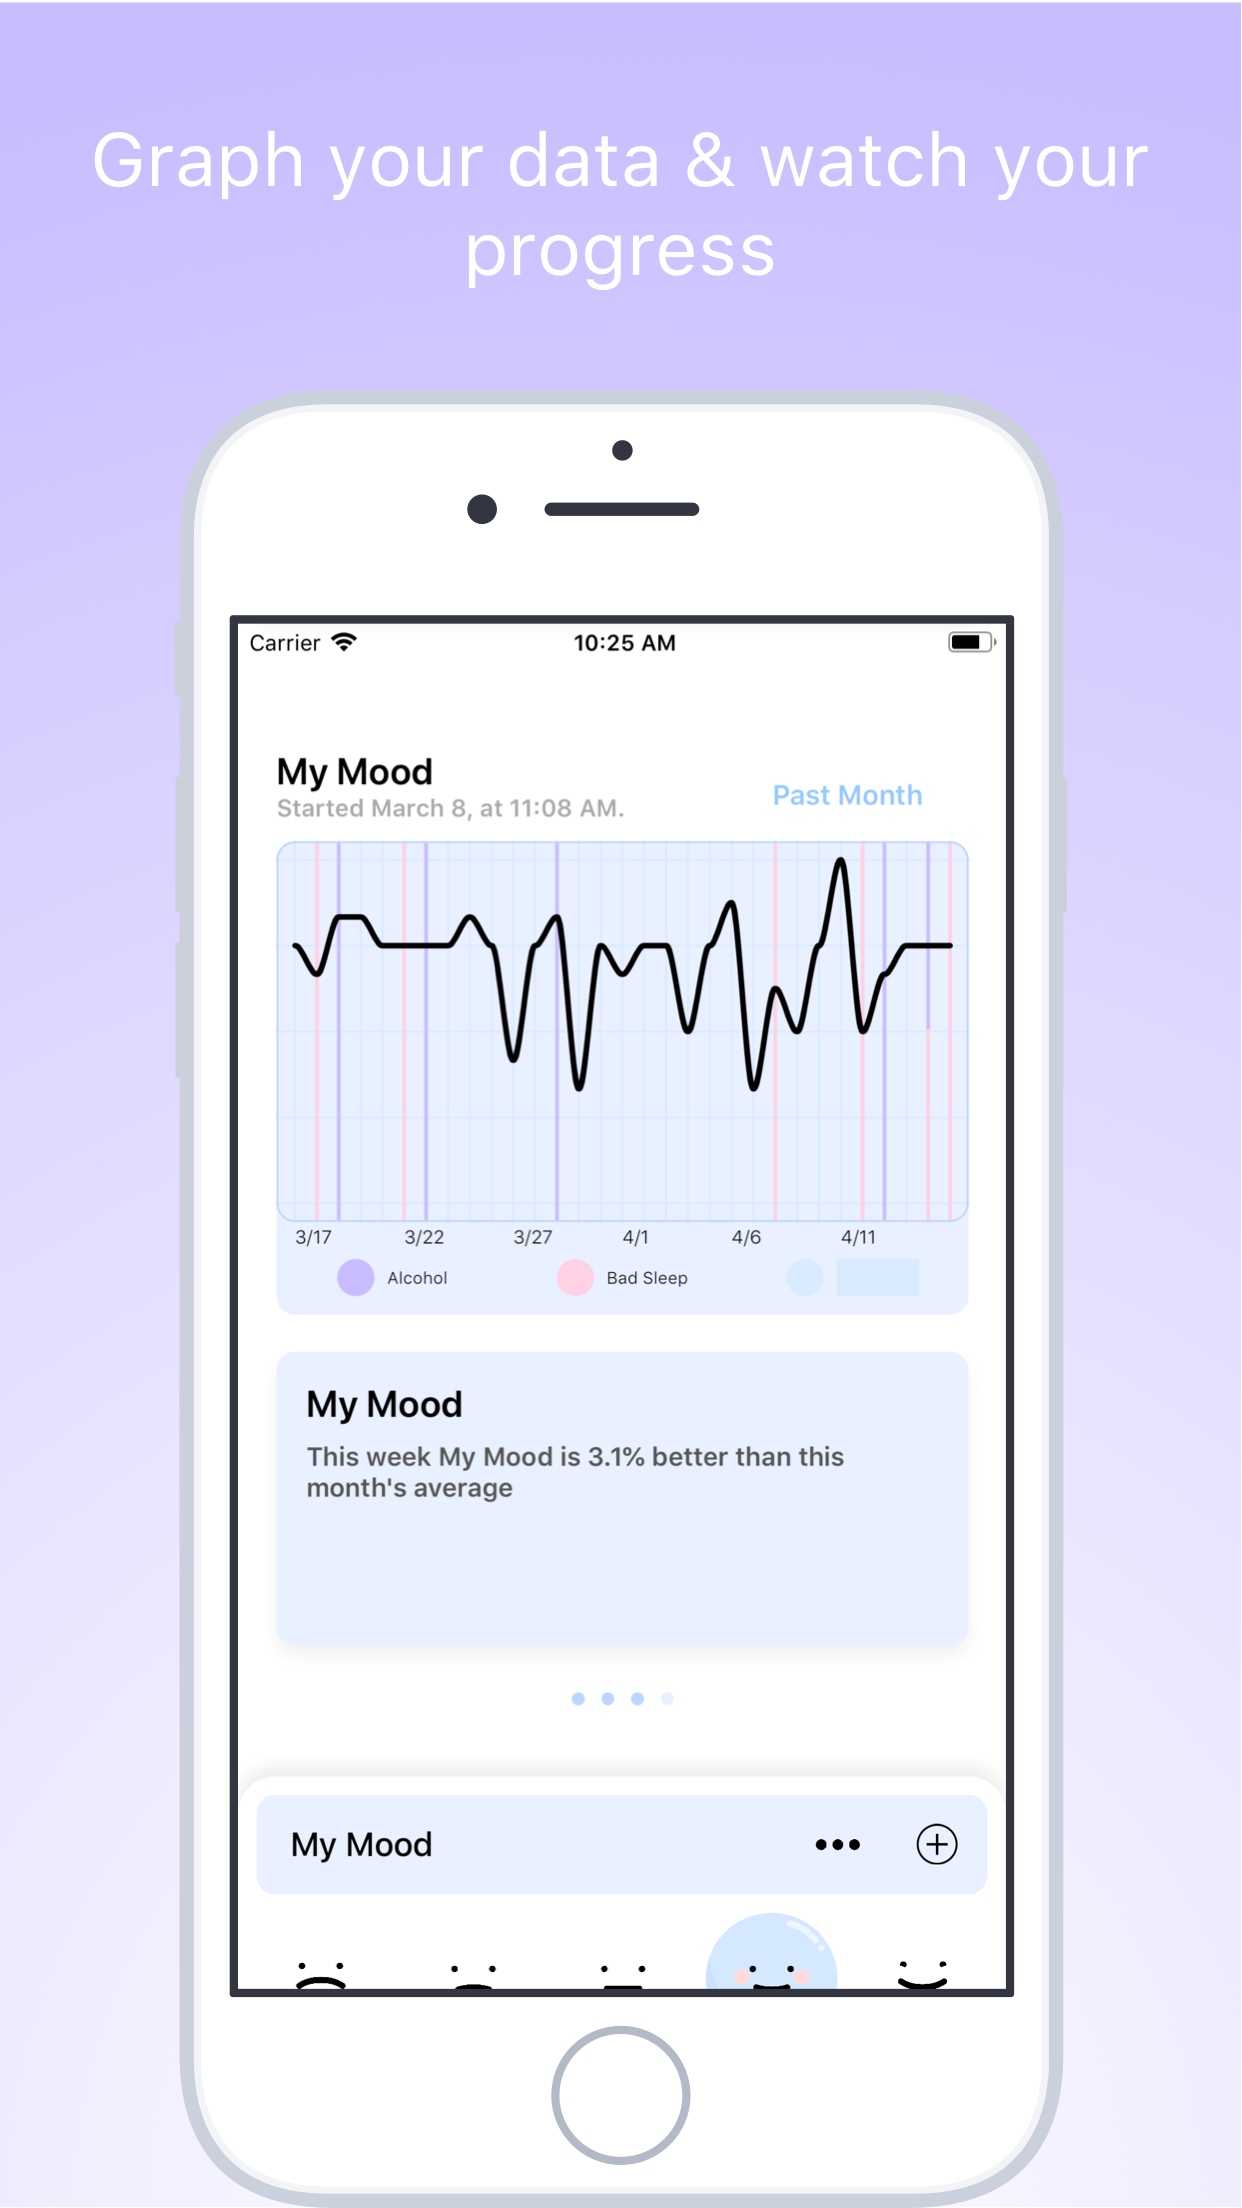 Graph your data & watch your
progress
Carrier
10:25 AM
My Mood
Started March 8, at 11:08 AM.
Past Month
3/17 3/22 3/27 4/1 4/6 4/11
Alcohol Bad Sleep
My Mood
This week My Mood is 3.1% better than this
month's average
My Mood